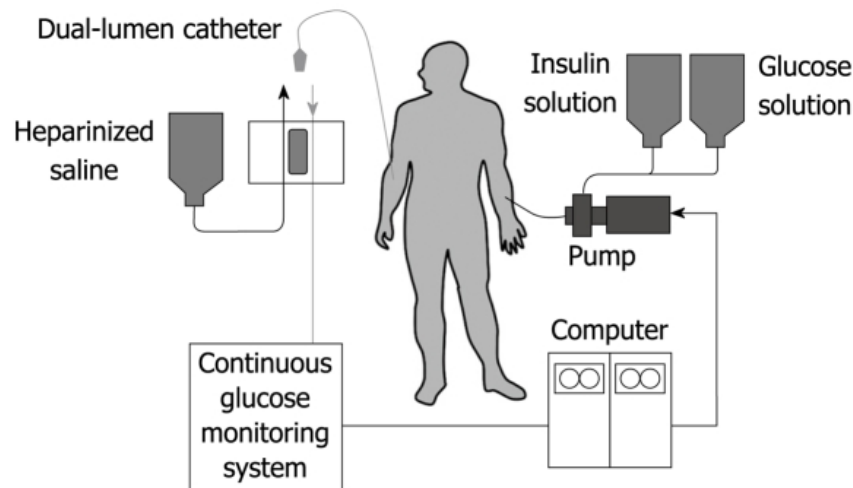 Dual-lumen catheter
Heparinized
saline
Insulin
solution
Glucose
solution
Pump
Computer
Continuous
glucose
monitoring
system